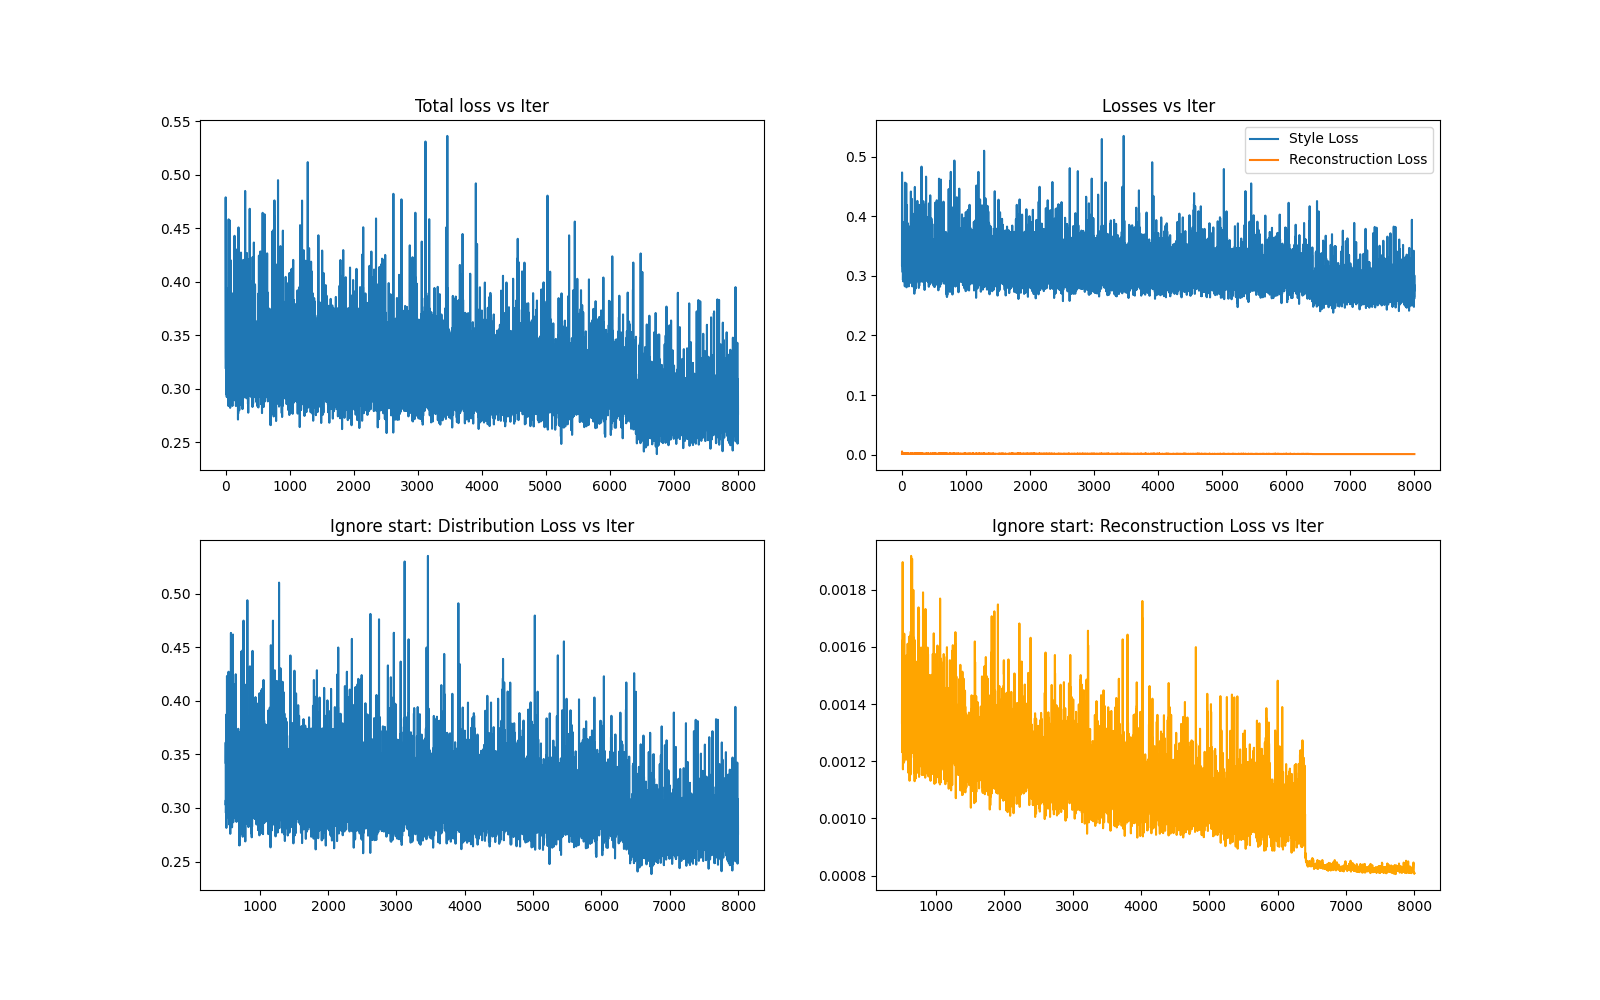 Total loss vs Iter
0.55
0.50
0.45
0.40
0.35
0.30
0.25
0 1000 2000 3000 4000 5000 6000 7000 8000
Losses vs Iter
Style Loss
Reconstruction Loss
0.5
0.4
0.3
0.2
0.1
0.0
0 1000 2000 3000 4000 5000 6000 7000 8000
Ignore start: Distribution Loss vs Iter
0.50
0.45
0.40
0.35
0.30
0.25
1000 2000 3000 4000 5000 6000 7000 8000
Ignore start: Reconstruction Loss vs Iter
0.0018
0.0016
0.0014
0.0012
0.0010
0.0008
1000 2000 3000 4000 5000 6000 7000 8000